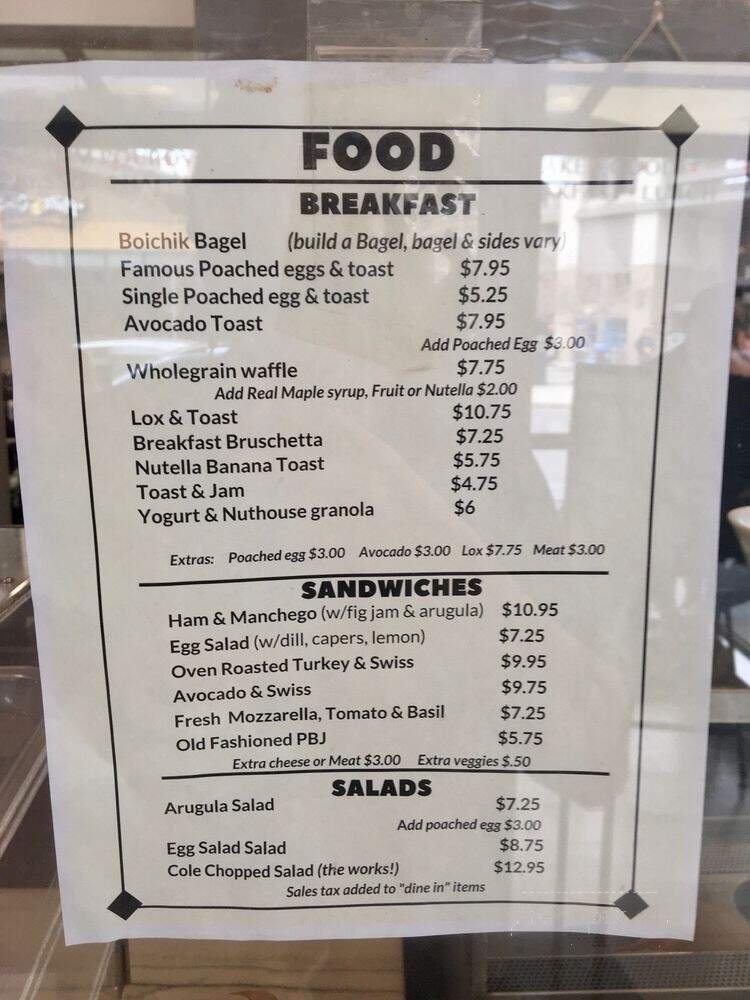 FOOD
BREAKFAST
Boichik Bagel (build a Bagel, bagel & sides vary)
Famous Poached eggs & toast $7.95
Single Poached egg & toast $5.25
Avocado Toast $7.95
Add Poached Egg $3.00
Wholegrain waffle $7.75
Add Real Maple syrup, Fruit or Nutella $2.00
Lox & Toast $10.75
Breakfast Bruschetta $7.25
Nutella Banana Toast $5.75
Toast & Jam $4.75
Yogurt & Nuthouse granola $6
Extras: Poached egg $3.00 Avocado $3.00 Lox $7.75 Meat $3.00
SANDWICHES
Ham & Manchego (w/fig jam & arugula) $10.95
Egg Salad (w/dill, capers, lemon) $7.25
Oven Roasted Turkey & Swiss $9.95
Avocado & Swiss $9.75
Fresh Mozzarella, Tomato & Basil $7.25
Old Fashioned PBJ $5.75
Extra cheese or Meat $3.00 Extra veggies $.50
SALADS
Arugula Salad $7.25
Add poached egg $3.00
Egg Salad Salad $8.75
Cole Chopped Salad (the works!) $12.95
Sales tax added to "dine in" items